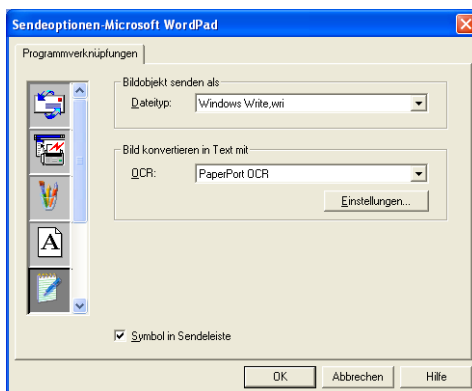 Sendeoptionen-Microsoft WordPad
Programmverknüpfungen
Bildobjekt senden als
Dateityp: Windows Write,wri
Bild konvertieren in Text mit
OCR: PaperPort OCR
Einstellungen...
A
Symbol in Sendeleiste
OK Abbrechen Hilfe